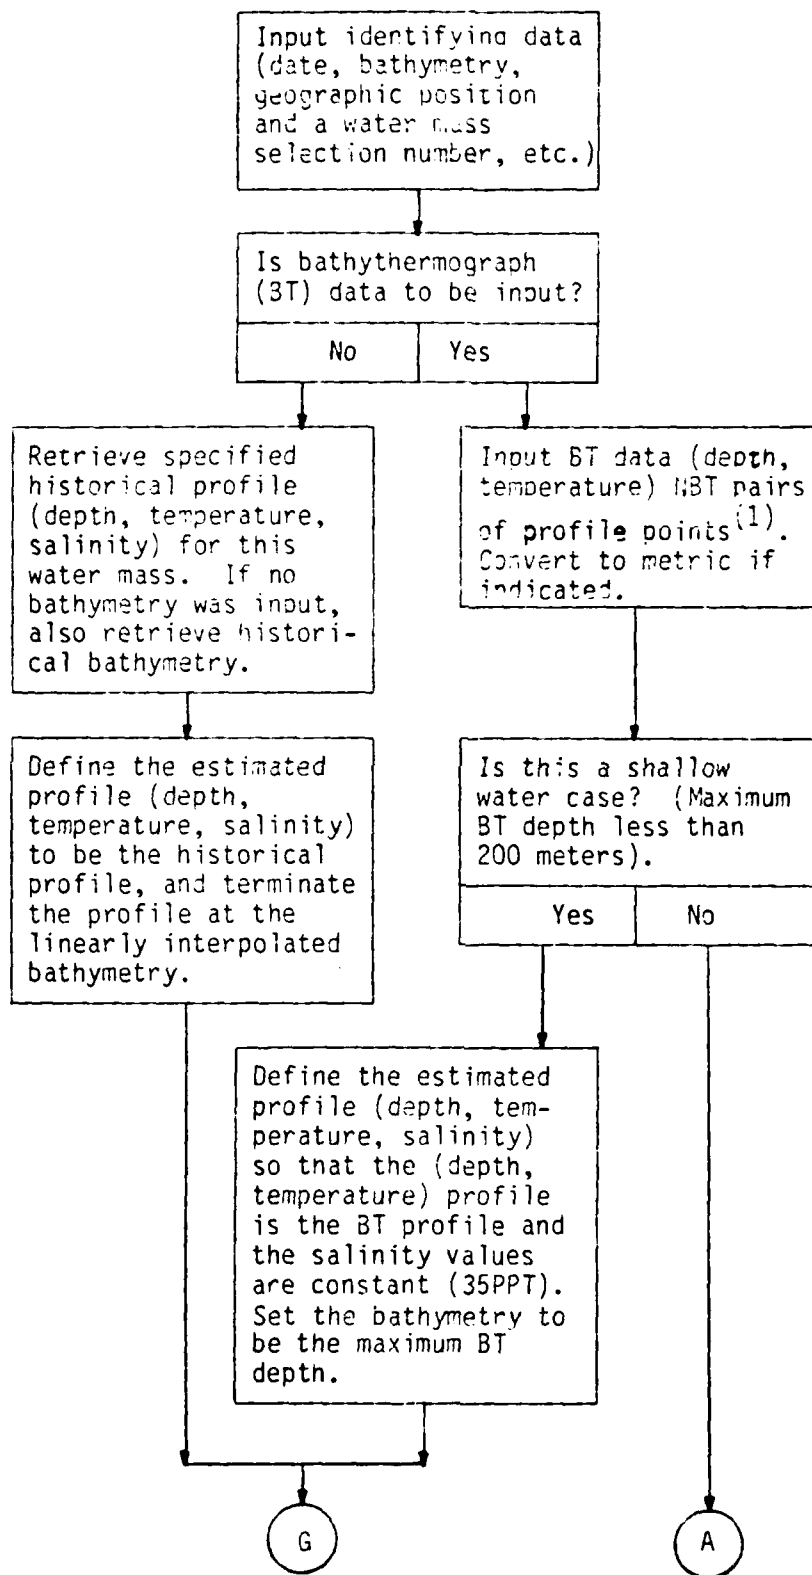 Input identifying data
(date, bathymetry,
geographic position
and a water mass
selection number, etc.)
Is bathythermograph
(BT) data to be input?
No
Yes
Retrieve specified
historical profile
(depth, temperature,
salinity) for this
water mass. If no
bathymetry was input,
also retrieve histori-
cal bathymetry.
Input BT data (depth,
temperature) NBT pairs
of profile points(1).
Convert to metric if
indicated.
Define the estimated
profile (depth,
temperature, salinity)
to be the historical
profile, and terminate
the profile at the
linearly interpolated
bathymetry.
Is this a shallow
water case? (Maximum
BT depth less than
200 meters).
Yes
No
Define the estimated
profile (depth, tem-
perature, salinity)
so that the (depth,
temperature) profile
is the BT profile and
the salinity values
are constant (35PPT).
Set the bathymetry to
be the maximum BT
depth.
G
A